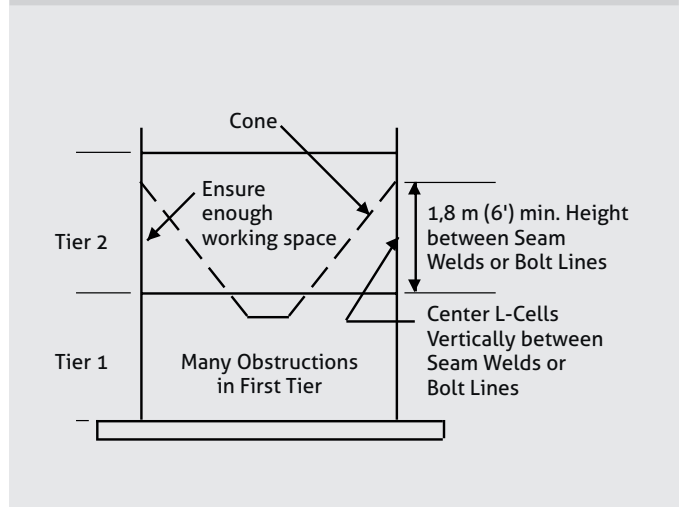 Cone
Ensure
enough
working space
Tier 2
1,8 m (6') min. Height
between Seam
Welds or Bolt Lines
Center L-Cells
Vertically between
Seam Welds or
Bolt Lines
Tier 1
Many Obstructions
in First Tier